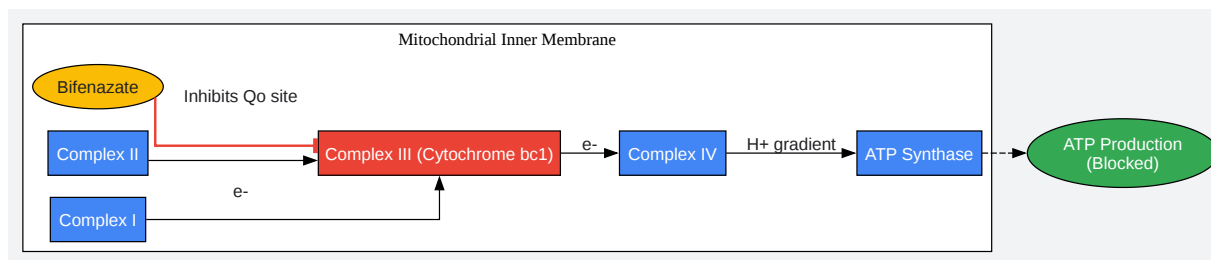 Mitochondrial Inner Membrane
Bifenazate
Inhibits Qo site
Complex II
Complex III (Cytochrome bc1)
e-
Complex IV
H+ gradient
ATP Synthase
ATP Production
(Blocked)
e-
Complex I